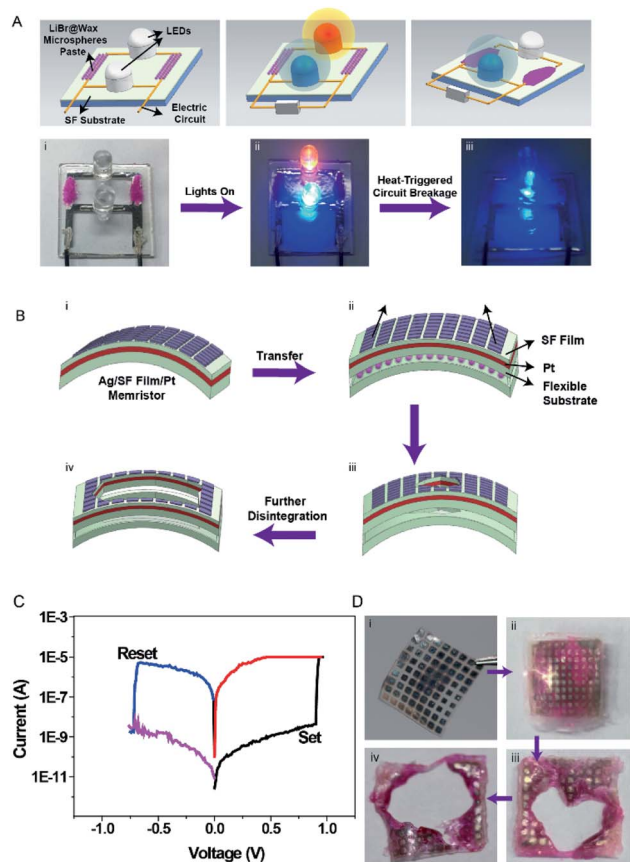 A
LiBr@Wax
Microspheres
Paste
LEDs
SF Substrate
Electric
Circuit
i
Lights On
ii
Heat-Triggered
Circuit Breakage
iii
B
i
Ag/SF Film/Pt
Memristor
Transfer
ii
SF Film
Pt
Flexible
Substrate
iv
Further
Disintegration
iii
C
1E-3
1E-5
1E-7
1E-9
1E-11
Current (A)
Reset
Set
-1.0
-0.5
0.0
0.5
1.0
Voltage (V)
D
i
ii
iv
iii